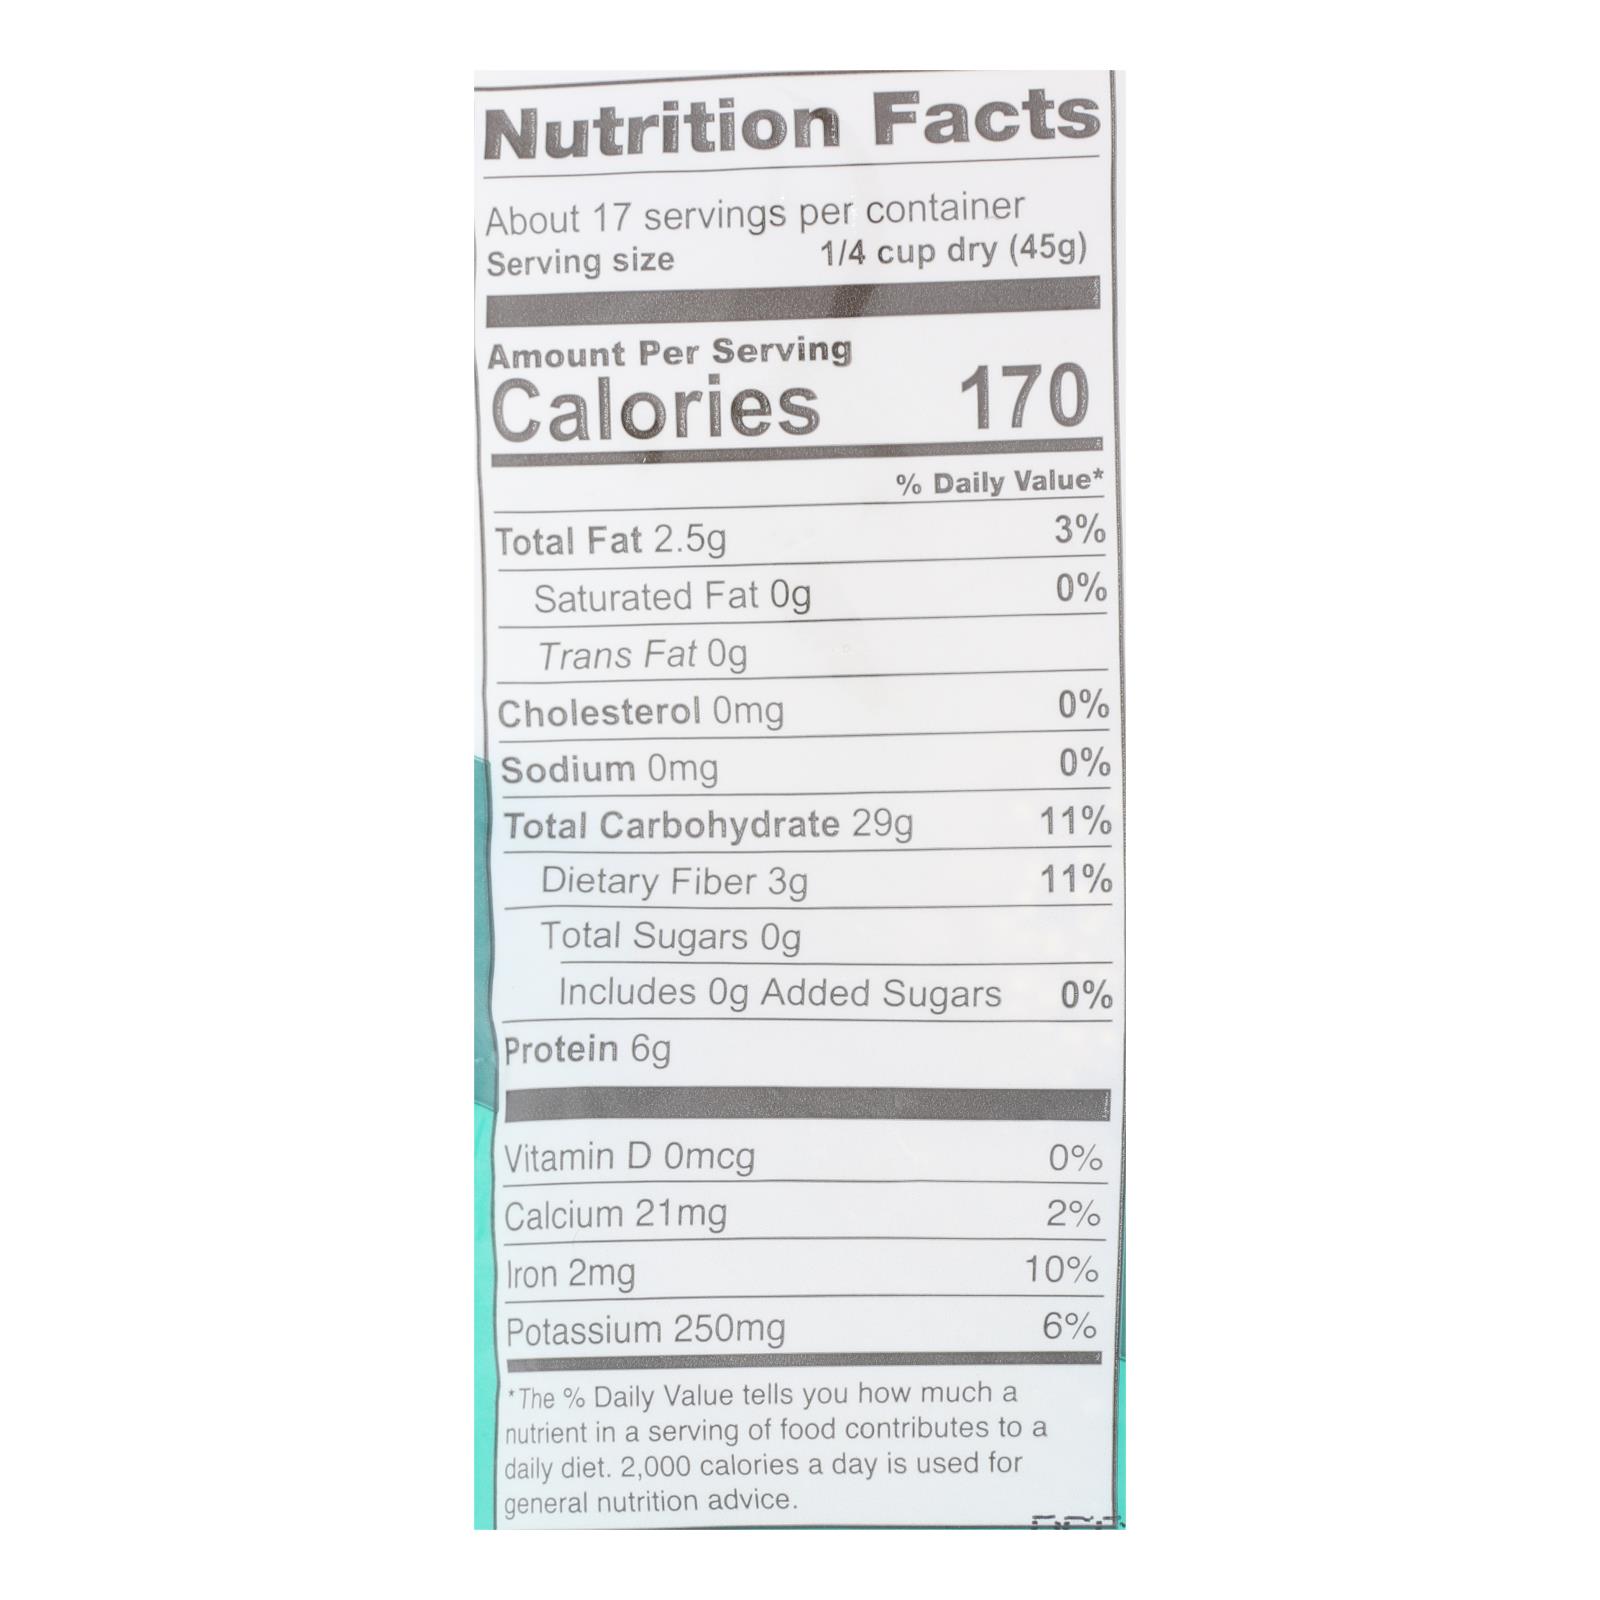 Nutrition Facts
About 17 servings per container
Serving size 1/4 cup dry (45g)
Amount Per Serving
Calories 170
% Daily Value*
Total Fat 2.5g 3%
Saturated Fat 0g 0%
Trans Fat 0g
Cholesterol 0mg 0%
Sodium 0mg 0%
Total Carbohydrate 29g 11%
Dietary Fiber 3g 11%
Total Sugars 0g
Includes 0g Added Sugars 0%
Protein 6g
Vitamin D 0mcg 0%
Calcium 21mg 2%
Iron 2mg 10%
Potassium 250mg 6%
*The % Daily Value tells you how much a
nutrient in a serving of food contributes to a
daily diet. 2,000 calories a day is used for
general nutrition advice.